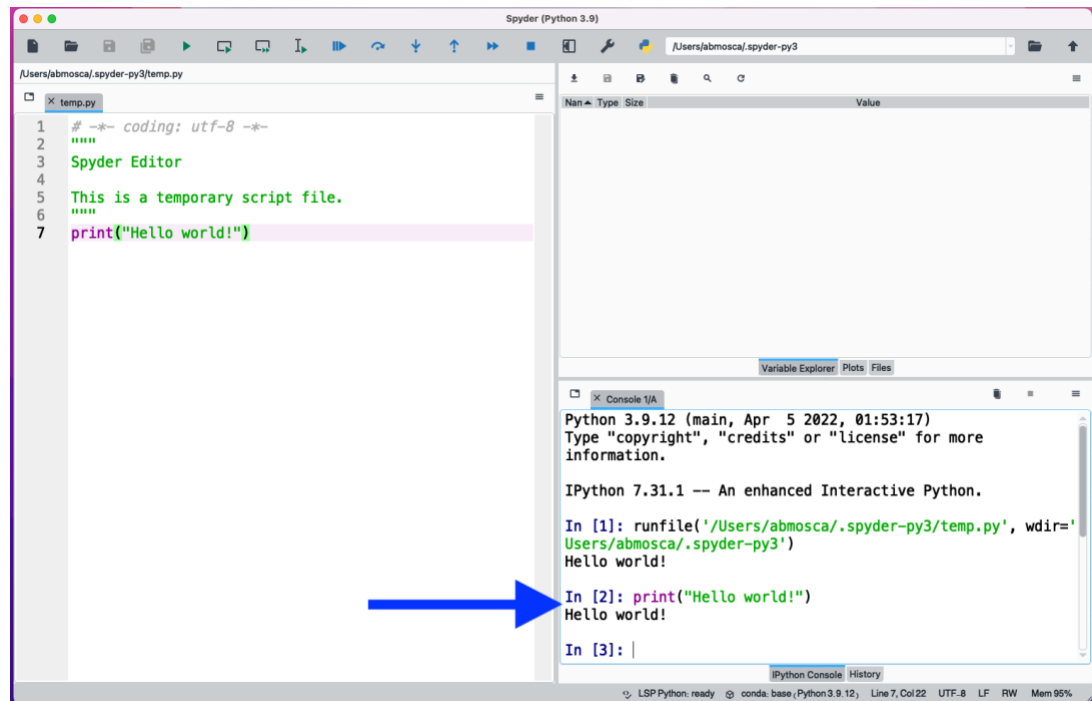 Spyder (Python 3.9)
/Users/abmosca/.spyder-py3
/Users/abmosca/.spyder-py3/temp.py
temp.py
1 # -*- coding: utf-8 -*-
2 """
3 Spyder Editor
4
5 This is a temporary script file.
6 """
7 print("Hello world!")
Nan Type Size Value
Variable Explorer Plots Files
Console 1/A
Python 3.9.12 (main, Apr  5 2022, 01:53:17)
Type "copyright", "credits" or "license" for more
information.
IPython 7.31.1 -- An enhanced Interactive Python.
In [1]: runfile('/Users/abmosca/.spyder-py3/temp.py', wdir='
Users/abmosca/.spyder-py3')
Hello world!
In [2]: print("Hello world!")
Hello world!
In [3]:
IPython Console History
LSP Python: ready conda: base (Python 3.9.12) Line 7, Col 22 UTF-8 LF RW Mem 95%